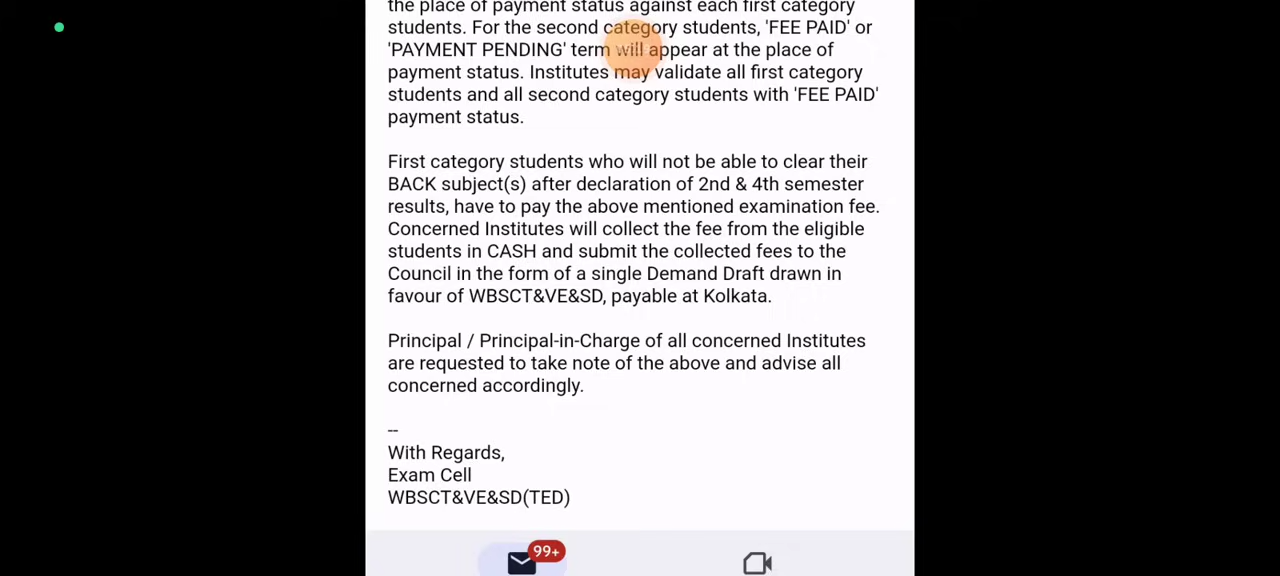 the place of payment status against each first category
students. For the second category students, 'FEE PAID' or
'PAYMENT PENDING' term will appear at the place of
payment status. Institutes may validate all first category
students and all second category students with 'FEE PAID'
payment status.
First category students who will not be able to clear their
BACK subject(s) after declaration of 2nd & 4th semester
results, have to pay the above mentioned examination fee.
Concerned Institutes will collect the fee from the eligible
students in CASH and submit the collected fees to the
Council in the form of a single Demand Draft drawn in
favour of WBSCT&VE&SD, payable at Kolkata.
Principal / Principal-in-Charge of all concerned Institutes
are requested to take note of the above and advise all
concerned accordingly.
--
With Regards,
Exam Cell
WBSCT&VE&SD(TED)
99+